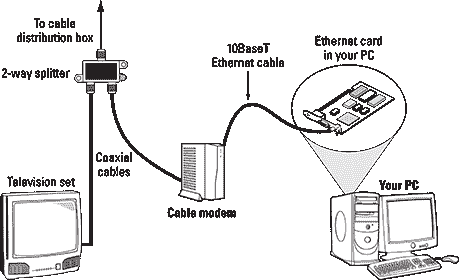 To cable
distribution box
2-way splitter
10BaseT
Ethernet cable
Ethernet card
in your PC
Coaxial
cables
Television set
Cable modem
Your PC